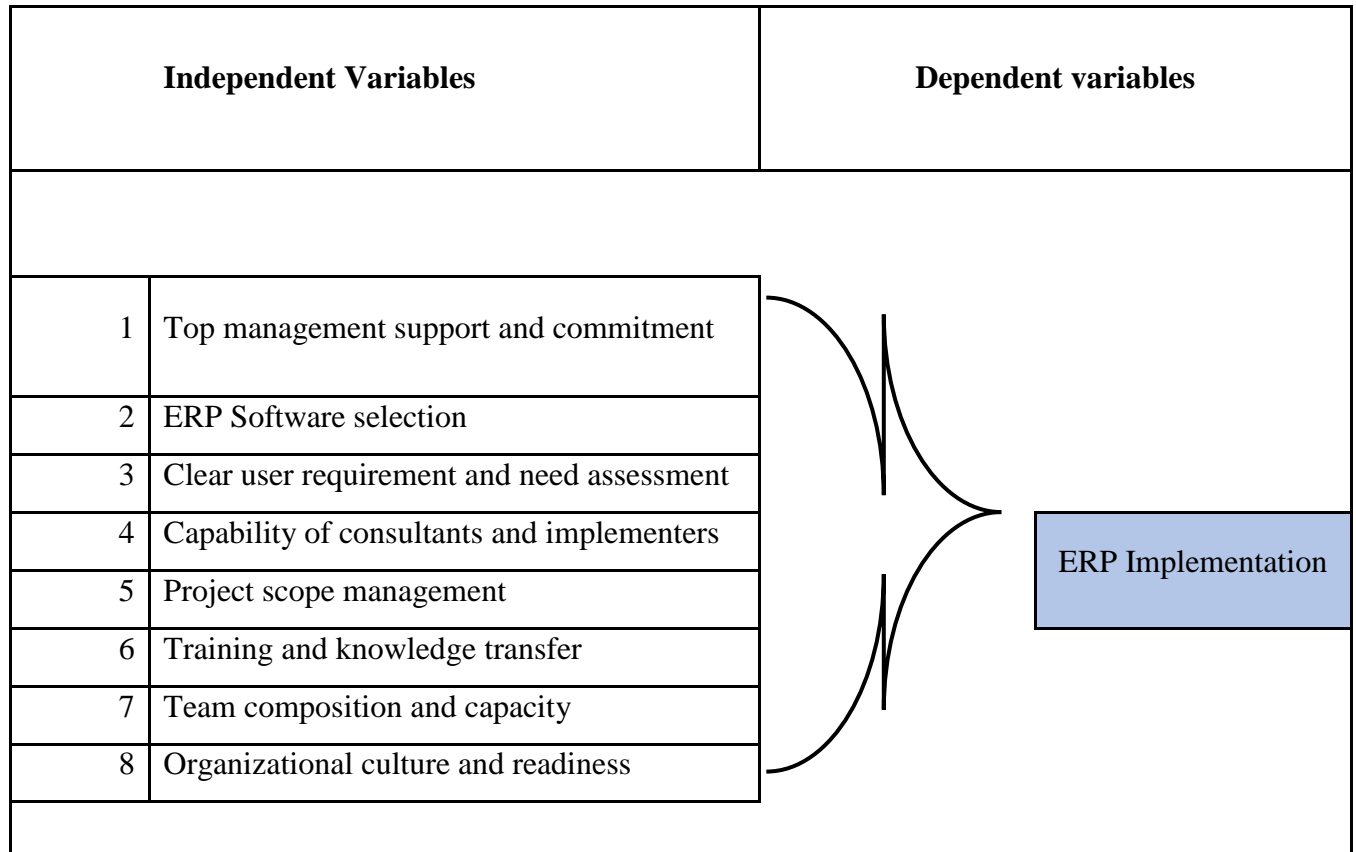 Independent Variables
Dependent variables
1 Top management support and commitment
2 ERP Software selection
3 Clear user requirement and need assessment
4 Capability of consultants and implementers
5 Project scope management
6 Training and knowledge transfer
7 Team composition and capacity
8 Organizational culture and readiness
ERP Implementation